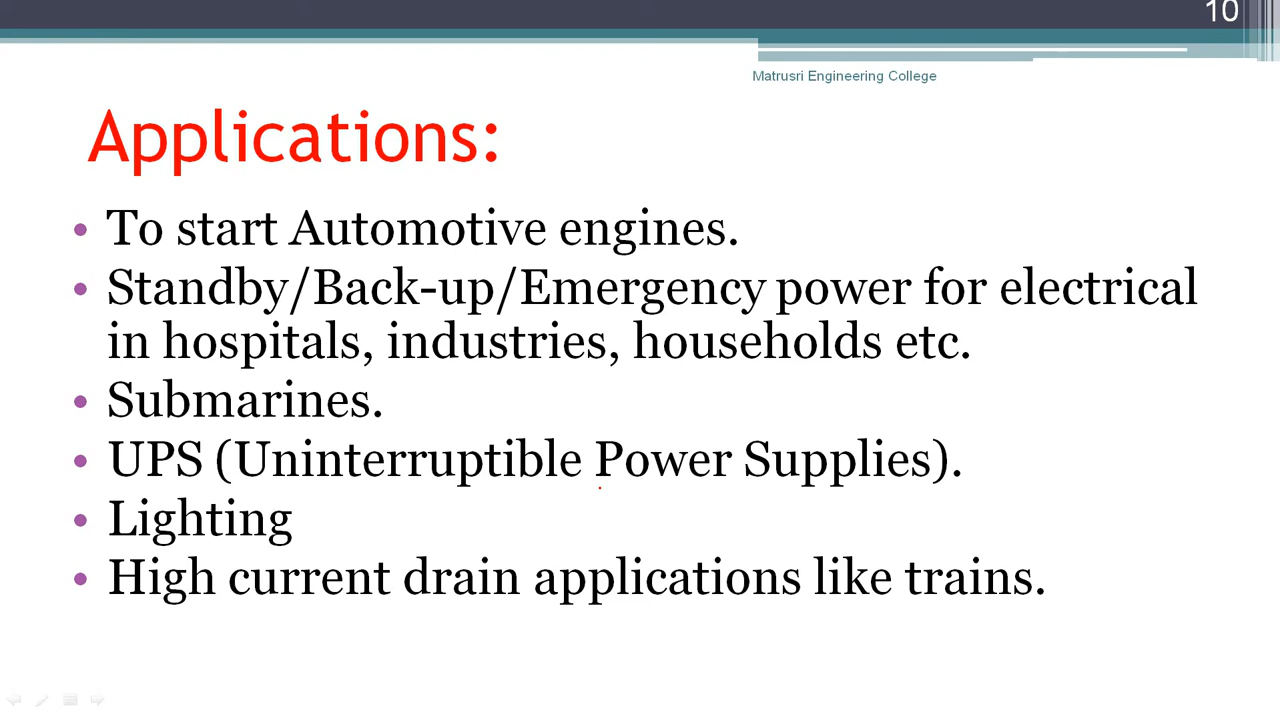 10
Matrusri Engineering College
Applications:
• To start Automotive engines.
• Standby/Back-up/Emergency power for electrical
in hospitals, industries, households etc.
• Submarines.
• UPS (Uninterruptible Power Supplies).
• Lighting
• High current drain applications like trains.